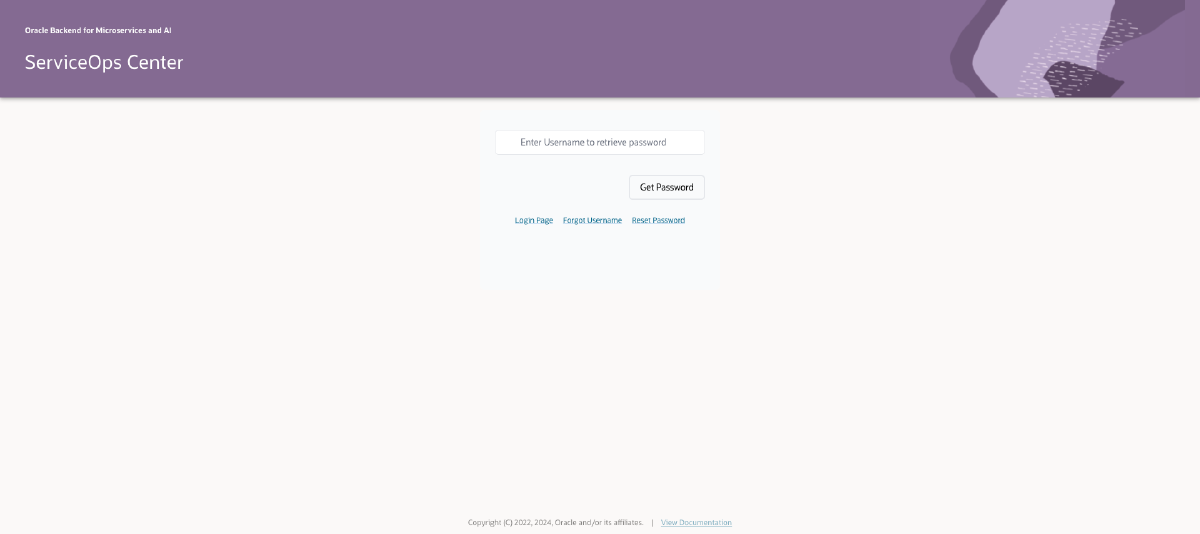 Oracle Backend for Microservices and AI
ServiceOps Center
Enter Username to retrieve password
Get Password
Login Page Forgot Username Reset Password
Copyright (C) 2022, 2024, Oracle and/or its affiliates. | View Documentation